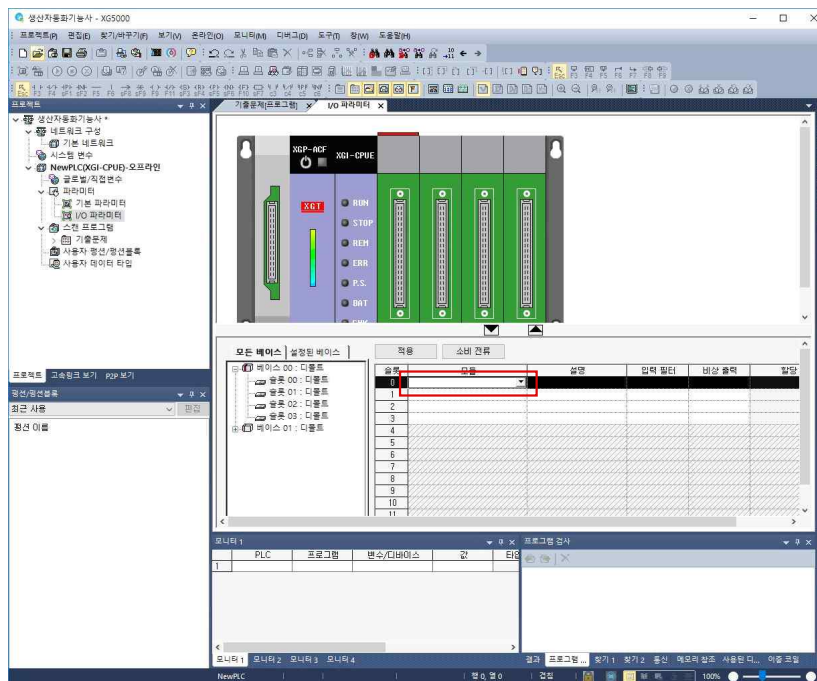 생산자동화기능사 - XG5000
프로젝트(P) 편집(E) 찾기/바꾸기(F) 보기(V) 온라인(O) 모니터(M) 디버그(D) 도구(T) 창(W) 도움말(H)
프로젝트
생산자동화기능사 *
네트워크 구성
기본 네트워크
시스템 변수
NewPLC(XGI-CPUE)-오프라인
글로벌/직접변수
파라미터
기본 파라미터
I/O 파라미터
스캔 프로그램
기출문제
사용자 펑션/펑션블록
사용자 데이터 타입
프로젝트 고속링크 보기 P2P 보기
펑션/펑션블록
최근 사용 편집
펑션 이름
기출문제[프로그램] I/O 파라미터
XGP-ACF XGI-CPUE
XGT
RUN
STOP
REM
ERR
P.S.
BAT
모든 베이스 설정된 베이스 적용 소비 전류
베이스 00 : 디폴트
슬롯 00 : 디폴트
슬롯 01 : 디폴트
슬롯 02 : 디폴트
슬롯 03 : 디폴트
베이스 01 : 디폴트
슬롯 모듈 설명 입력 필터 비상 출력 할당
0
1
2
3
4
5
6
7
8
9
10
11
모니터 1
PLC 프로그램 변수/디바이스 값 타입
1
모니터 1 모니터 2 모니터 3 모니터 4
프로그램 검사
결과 프로그램 ... 찾기 1 찾기 2 통신 메모리 참조 사용된 디... 이중 코일
NewPLC 행 0, 열 0 겹침 100%